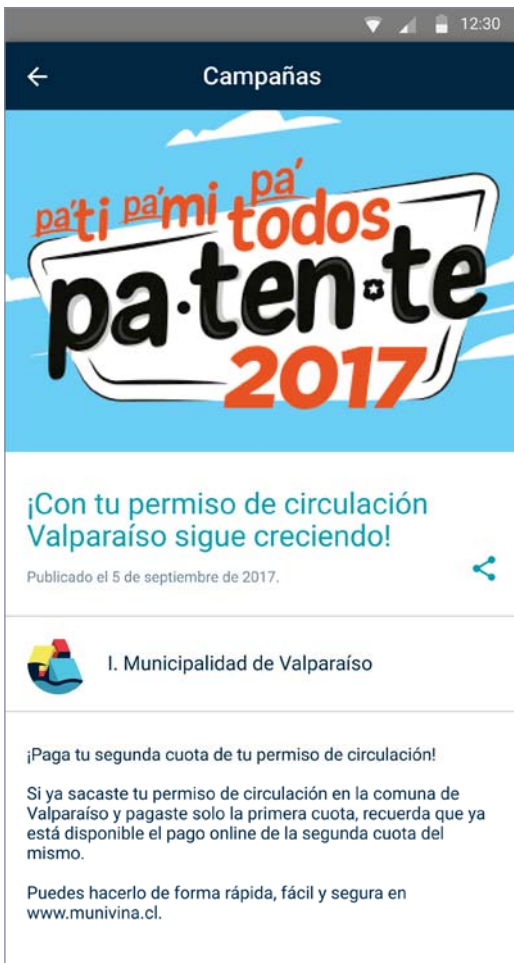 12:30
Campañas
pa'ti pa'mi pa'
todos
pa·ten·te
2017
¡Con tu permiso de circulación
Valparaíso sigue creciendo!
Publicado el 5 de septiembre de 2017.
I. Municipalidad de Valparaíso
¡Paga tu segunda cuota de tu permiso de circulación!
Si ya sacaste tu permiso de circulación en la comuna de
Valparaíso y pagaste solo la primera cuota, recuerda que ya
está disponible el pago online de la segunda cuota del
mismo.
Puedes hacerlo de forma rápida, fácil y segura en
www.munivina.cl.